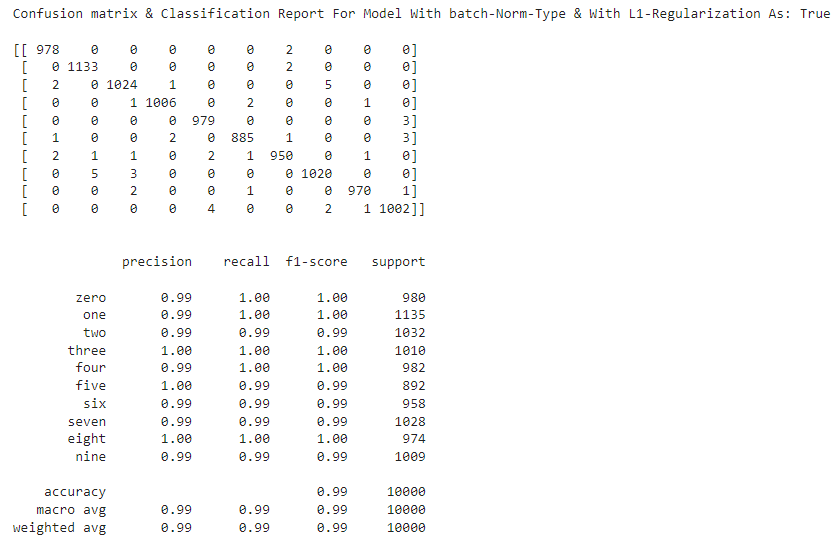 Confusion matrix & Classification Report For Model With batch-Norm-Type & With L1-Regularization As: True
[[ 978    0    0    0    0    0    2    0    0    0]
 [   0 1133    0    0    0    0    2    0    0    0]
 [   2    0 1024    1    0    0    0    5    0    0]
 [   0    0    1 1006    0    2    0    0    1    0]
 [   0    0    0    0  979    0    0    0    0    3]
 [   1    0    0    2    0  885    1    0    0    3]
 [   2    1    1    0    2    1  950    0    1    0]
 [   0    5    3    0    0    0    0 1020    0    0]
 [   0    0    2    0    0    1    0    0  970    1]
 [   0    0    0    0    4    0    0    2    1 1002]]
              precision    recall  f1-score   support
        zero       0.99      1.00      1.00       980
         one       0.99      1.00      1.00      1135
         two       0.99      0.99      0.99      1032
       three       1.00      1.00      1.00      1010
        four       0.99      1.00      1.00       982
        five       1.00      0.99      0.99       892
         six       0.99      0.99      0.99       958
       seven       0.99      0.99      0.99      1028
       eight       1.00      1.00      1.00       974
        nine       0.99      0.99      0.99      1009
    accuracy                           0.99     10000
   macro avg       0.99      0.99      0.99     10000
weighted avg       0.99      0.99      0.99     10000